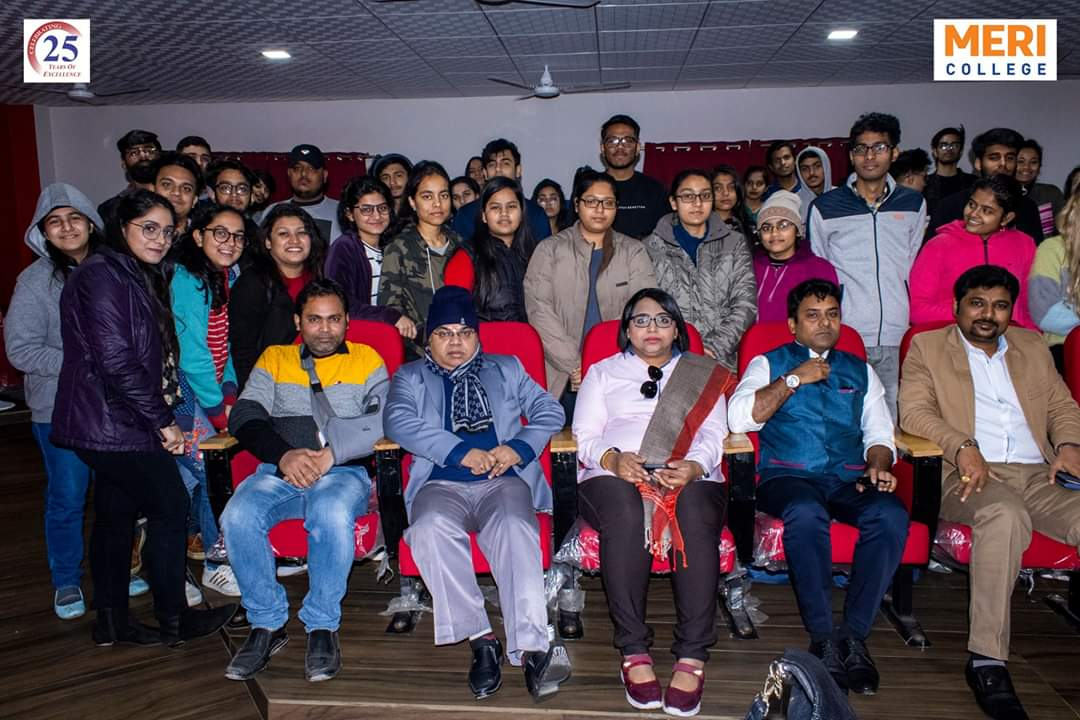 CELEBRATING
25
YEARS OF
EXCELLENCE
MERI
COLLEGE